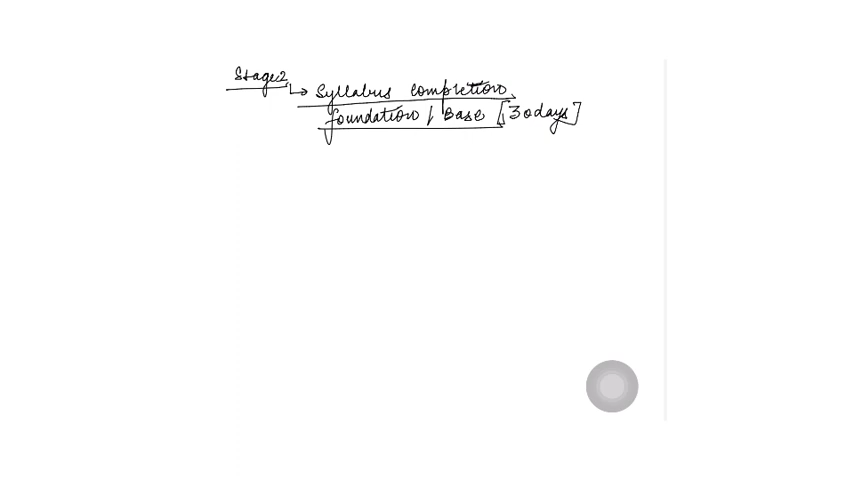 Stage2
↳ Syllabus completion
foundation / Base [30days]